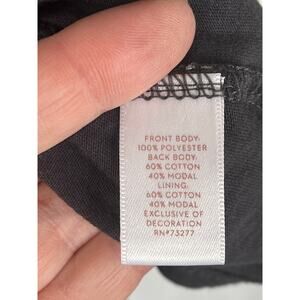 FRONT BODY:
100% POLYESTER
BACK BODY:
60% COTTON
40% MODAL
LINING:
60% COTTON
40% MODAL
EXCLUSIVE OF
DECORATION
RN#73277